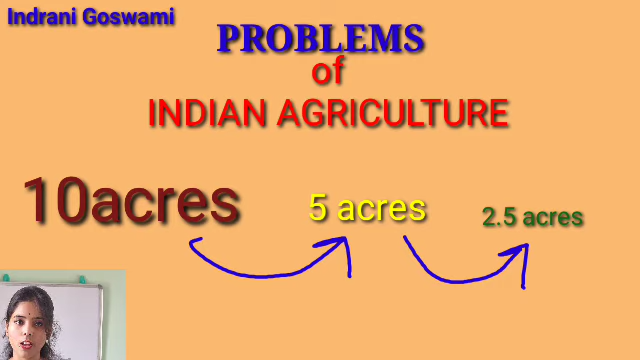 Indrani Goswami
PROBLEMS
of
INDIAN AGRICULTURE
10acres
5 acres
2.5 acres